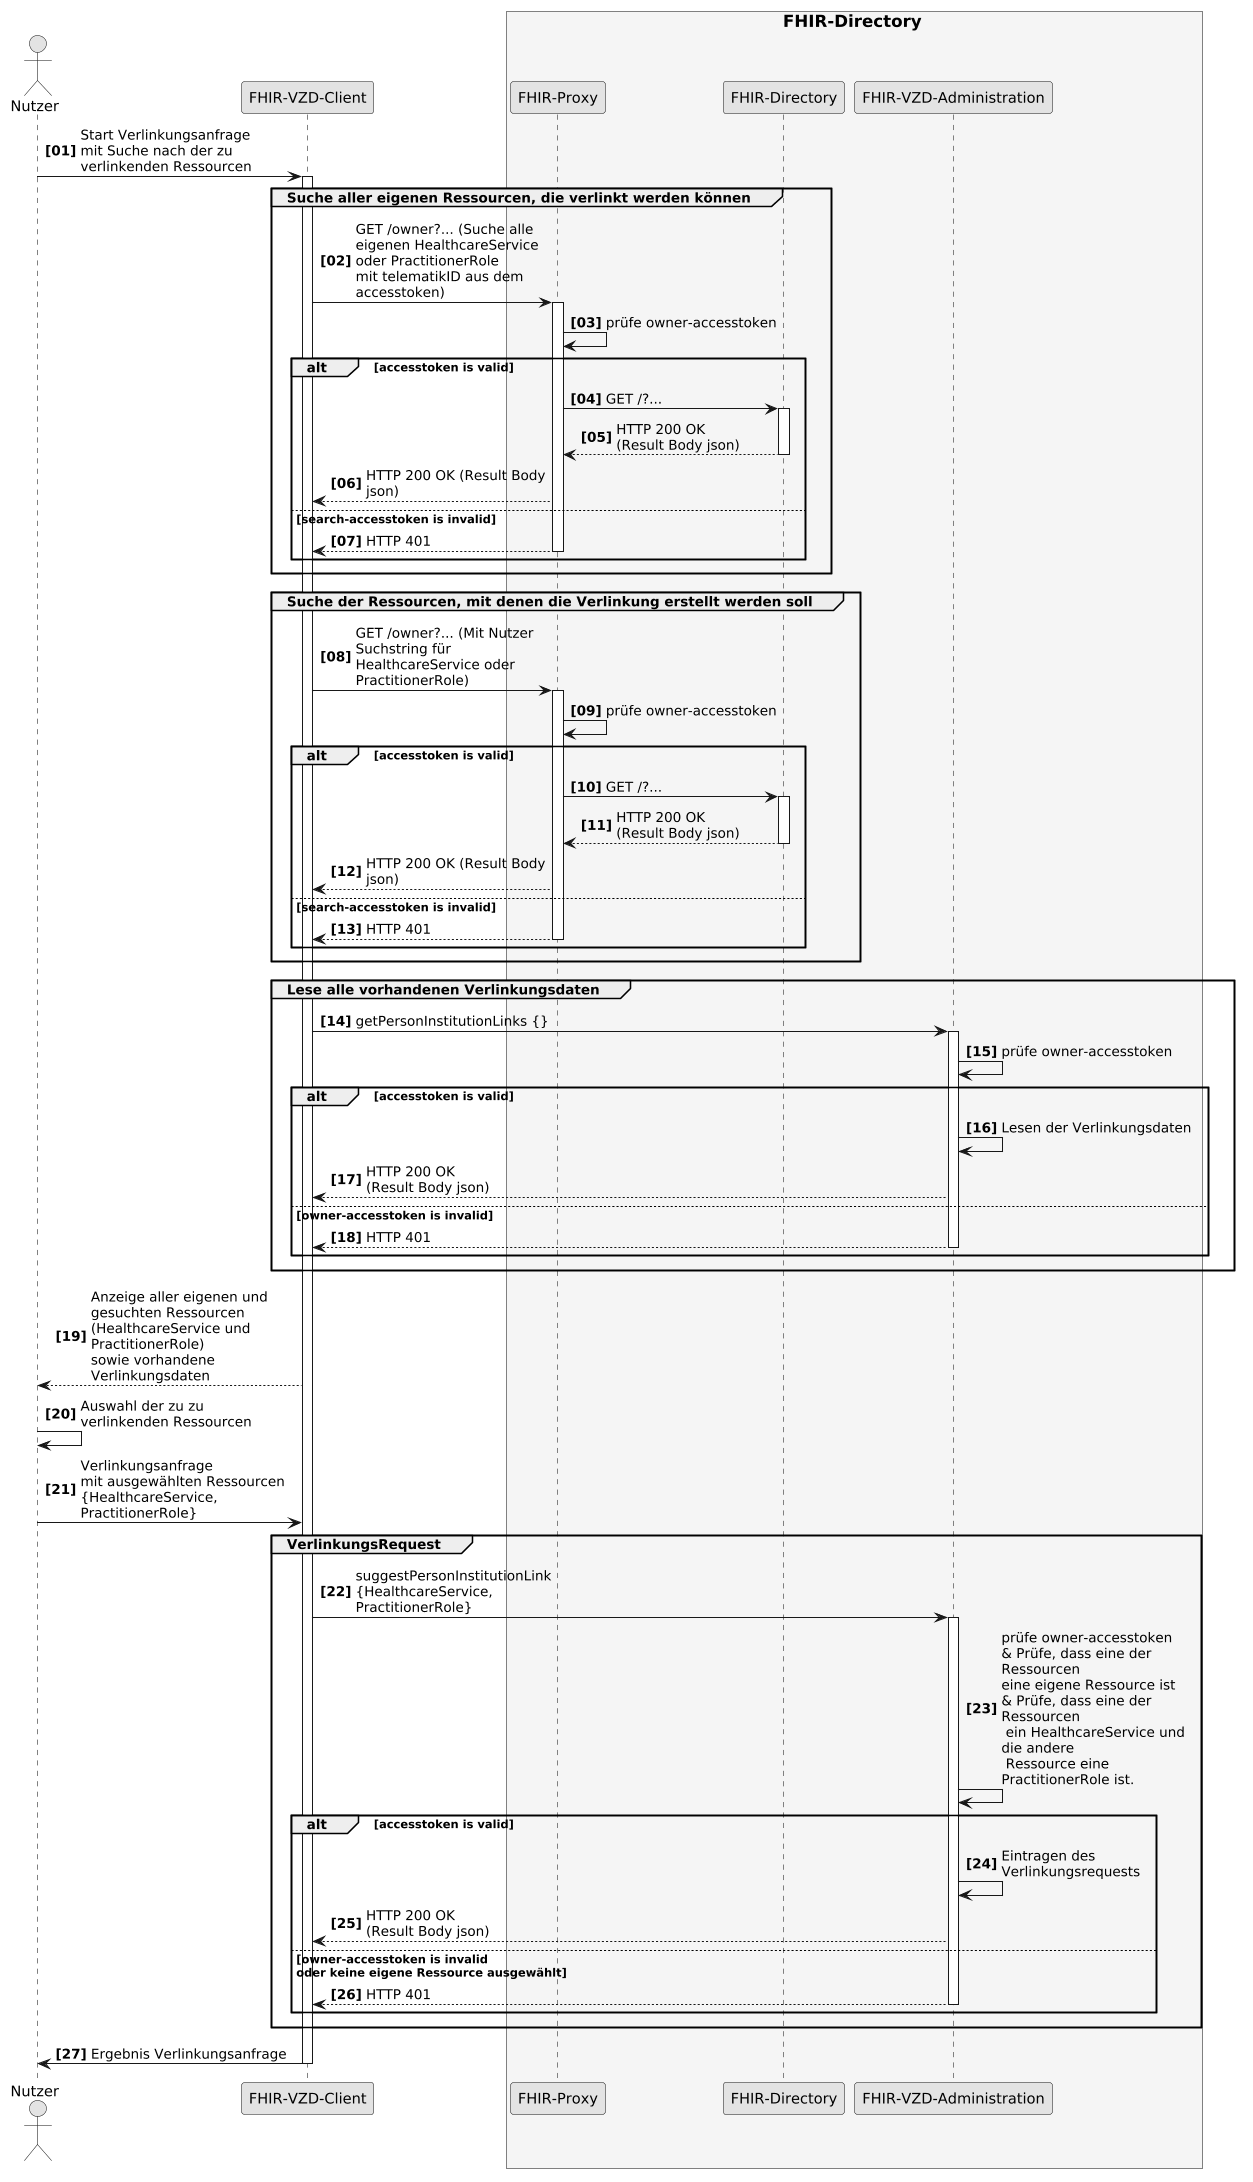 FHIR-Directory
Nutzer
FHIR-VZD-Client
FHIR-Proxy
FHIR-Directory
FHIR-VZD-Administration
[01] Start Verlinkungsanfrage
mit Suche nach der zu
verlinkenden Ressourcen
Suche aller eigenen Ressourcen, die verlinkt werden können
[02] GET /owner?... (Suche alle
eigenen HealthcareService
oder PractitionerRole
mit telematikID aus dem
accesstoken)
[03] prüfe owner-accesstoken
alt [accesstoken is valid]
[04] GET /?...
[05] HTTP 200 OK
(Result Body json)
[06] HTTP 200 OK (Result Body
json)
[search-accesstoken is invalid]
[07] HTTP 401
Suche der Ressourcen, mit denen die Verlinkung erstellt werden soll
[08] GET /owner?... (Mit Nutzer
Suchstring für
HealthcareService oder
PractitionerRole)
[09] prüfe owner-accesstoken
alt [accesstoken is valid]
[10] GET /?...
[11] HTTP 200 OK
(Result Body json)
[12] HTTP 200 OK (Result Body
json)
[search-accesstoken is invalid]
[13] HTTP 401
Lese alle vorhandenen Verlinkungsdaten
[14] getPersonInstitutionLinks {}
[15] prüfe owner-accesstoken
alt [accesstoken is valid]
[16] Lesen der Verlinkungsdaten
[17] HTTP 200 OK
(Result Body json)
[owner-accesstoken is invalid]
[18] HTTP 401
[19] Anzeige aller eigenen und
gesuchten Ressourcen
(HealthcareService und
PractitionerRole)
sowie vorhandene
Verlinkungsdaten
[20] Auswahl der zu zu
verlinkenden Ressourcen
[21] Verlinkungsanfrage
mit ausgewählten Ressourcen
{HealthcareService,
PractitionerRole}
VerlinkungsRequest
[22] suggestPersonInstitutionLink
{HealthcareService,
PractitionerRole}
[23] prüfe owner-accesstoken
& Prüfe, dass eine der
Ressourcen
eine eigene Ressource ist
& Prüfe, dass eine der
Ressourcen
ein HealthcareService und
die andere
Ressource eine
PractitionerRole ist.
alt [accesstoken is valid]
[24] Eintragen des
Verlinkungsrequests
[25] HTTP 200 OK
(Result Body json)
[owner-accesstoken is invalid
oder keine eigene Ressource ausgewählt]
[26] HTTP 401
[27] Ergebnis Verlinkungsanfrage
Nutzer
FHIR-VZD-Client
FHIR-Proxy
FHIR-Directory
FHIR-VZD-Administration